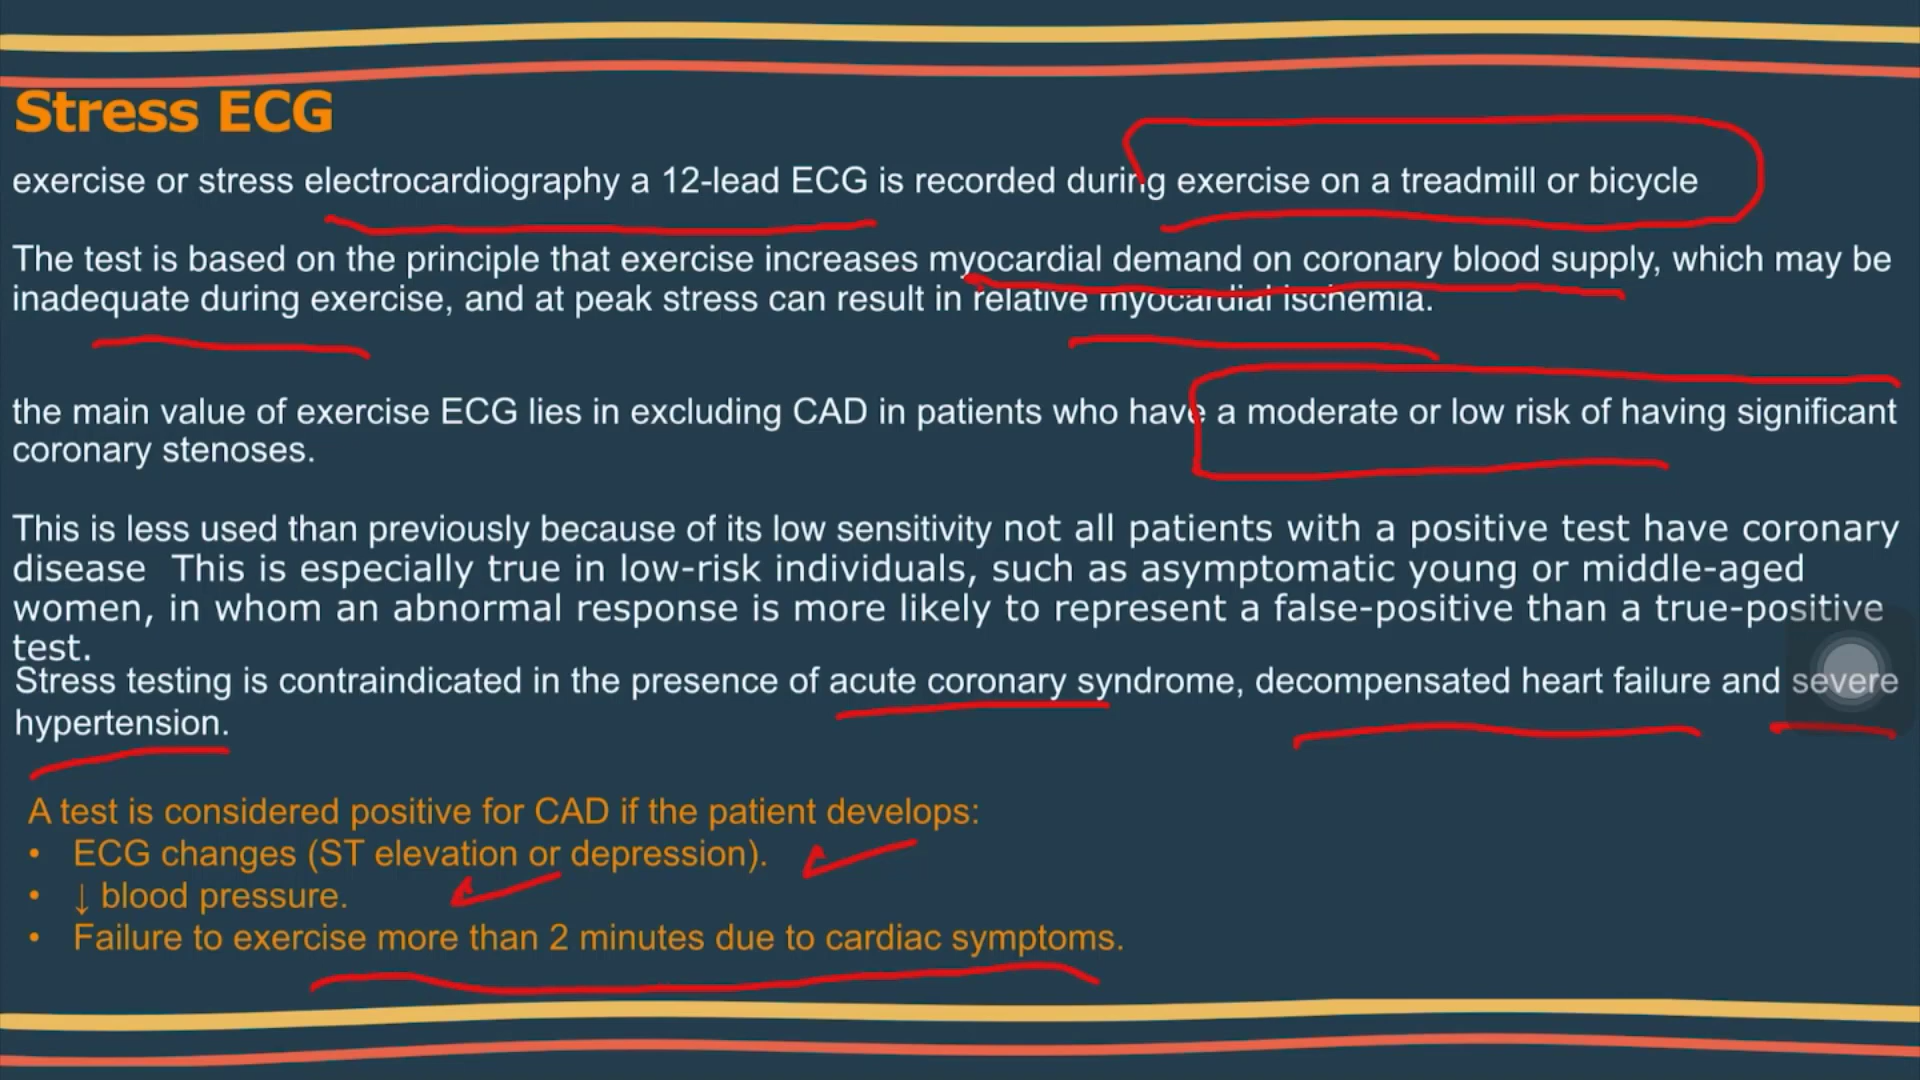 Stress ECG
exercise or stress electrocardiography a 12-lead ECG is recorded during exercise on a treadmill or bicycle
The test is based on the principle that exercise increases myocardial demand on coronary blood supply, which may be
inadequate during exercise, and at peak stress can result in relative myocardial ischemia.
the main value of exercise ECG lies in excluding CAD in patients who have a moderate or low risk of having significant
coronary stenoses.
This is less used than previously because of its low sensitivity not all patients with a positive test have coronary
disease This is especially true in low-risk individuals, such as asymptomatic young or middle-aged
women, in whom an abnormal response is more likely to represent a false-positive than a true-positive
test.
Stress testing is contraindicated in the presence of acute coronary syndrome, decompensated heart failure and severe
hypertension.
A test is considered positive for CAD if the patient develops:
• ECG changes (ST elevation or depression).
• ↓ blood pressure.
• Failure to exercise more than 2 minutes due to cardiac symptoms.